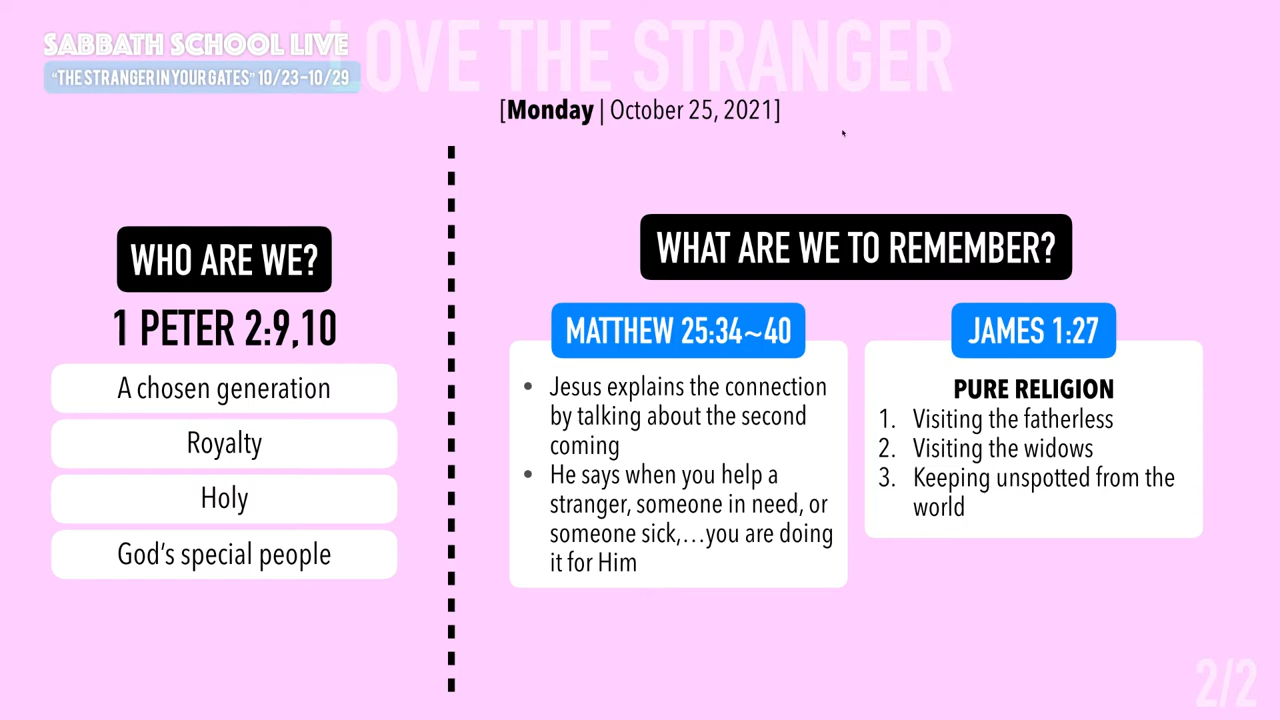 LOVE THE STRANGER
SABBATH SCHOOL LIVE
"THE STRANGER IN YOUR GATES" 10/23–10/29
[Monday | October 25, 2021]
WHO ARE WE?
1 PETER 2:9,10
A chosen generation
Royalty
Holy
God's special people
WHAT ARE WE TO REMEMBER?
MATTHEW 25:34~40
• Jesus explains the connection
by talking about the second
coming
• He says when you help a
stranger, someone in need, or
someone sick,…you are doing
it for Him
JAMES 1:27
PURE RELIGION
1. Visiting the fatherless
2. Visiting the widows
3. Keeping unspotted from the
world
2/2